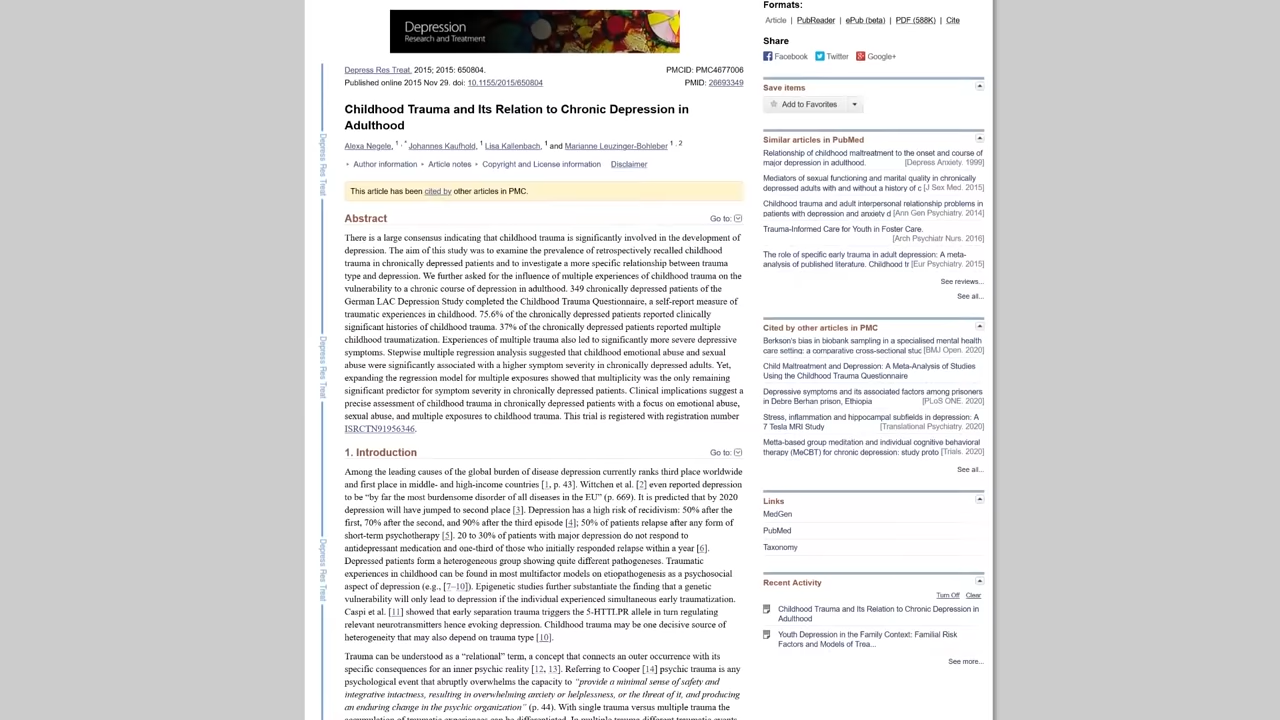 Depression
Research and Treatment
Depress Res Treat. 2015; 2015: 650804.
PMCID: PMC4677006
Published online 2015 Nov 29. doi: 10.1155/2015/650804
PMID: 26693349
Childhood Trauma and Its Relation to Chronic Depression in
Adulthood
Alexa Negele, 1,* Johannes Kaufhold, 1 Lisa Kallenbach, 1 and Marianne Leuzinger-Bohleber 1,2
Author information Article notes Copyright and License information Disclaimer
This article has been cited by other articles in PMC.
Abstract
Go to:
There is a large consensus indicating that childhood trauma is significantly involved in the development of
depression. The aim of this study was to examine the prevalence of retrospectively recalled childhood
trauma in chronically depressed patients and to investigate a more specific relationship between trauma
type and depression. We further asked for the influence of multiple experiences of childhood trauma on the
vulnerability to a chronic course of depression in adulthood. 349 chronically depressed patients of the
German LAC Depression Study completed the Childhood Trauma Questionnaire, a self-report measure of
traumatic experiences in childhood. 75.6% of the chronically depressed patients reported clinically
significant histories of childhood trauma. 37% of the chronically depressed patients reported multiple
childhood traumatization. Experiences of multiple trauma also led to significantly more severe depressive
symptoms. Stepwise multiple regression analysis suggested that childhood emotional abuse and sexual
abuse were significantly associated with a higher symptom severity in chronically depressed adults. Yet,
expanding the regression model for multiple exposures showed that multiplicity was the only remaining
significant predictor for symptom severity in chronically depressed patients. Clinical implications suggest a
precise assessment of childhood trauma in chronically depressed patients with a focus on emotional abuse,
sexual abuse, and multiple exposures to childhood trauma. This trial is registered with registration number
ISRCTN91956346.
1. Introduction
Go to:
Among the leading causes of the global burden of disease depression currently ranks third place worldwide
and first place in middle- and high-income countries [1, p. 43]. Wittchen et al. [2] even reported depression
to be “by far the most burdensome disorder of all diseases in the EU” (p. 669). It is predicted that by 2020
depression will have jumped to second place [3]. Depression has a high risk of recidivism: 50% after the
first, 70% after the second, and 90% after the third episode [4]; 50% of patients relapse after any form of
short-term psychotherapy [5]. 20 to 30% of patients with major depression do not respond to
antidepressant medication and one-third of those who initially responded relapse within a year [6].
Depressed patients form a heterogeneous group showing quite different pathogeneses. Traumatic
experiences in childhood can be found in most multifactor models on etiopathogenesis as a psychosocial
aspect of depression (e.g., [7–10]). Epigenetic studies further substantiate the finding that a genetic
vulnerability will only lead to depression if the individual experienced simultaneous early traumatization.
Caspi et al. [11] showed that early separation trauma triggers the 5-HTTLPR allele in turn regulating
relevant neurotransmitters hence evoking depression. Childhood trauma may be one decisive source of
heterogeneity that may also depend on trauma type [10].
Trauma can be understood as a “relational” term, a concept that connects an outer occurrence with its
specific consequences for an inner psychic reality [12, 13]. Referring to Cooper [14] psychic trauma is any
psychological event that abruptly overwhelms the capacity to “provide a minimal sense of safety and
integrative intactness, resulting in overwhelming anxiety or helplessness, or the threat of it, and producing
an enduring change in the psychic organization” (p. 44). With single trauma versus multiple trauma the
Depress Res Treat
Depress Res Treat
Depress Res Treat
Formats:
Article | PubReader | ePub (beta) | PDF (588K) | Cite
Share
Facebook Twitter Google+
Save items
Add to Favorites
Similar articles in PubMed
Relationship of childhood maltreatment to the onset and course of
major depression in adulthood. [Depress Anxiety. 1999]
Mediators of sexual functioning and marital quality in chronically
depressed adults with and without a history of c [J Sex Med. 2015]
Childhood trauma and adult interpersonal relationship problems in
patients with depression and anxiety d [Ann Gen Psychiatry. 2014]
Trauma-Informed Care for Youth in Foster Care.
[Arch Psychiatr Nurs. 2016]
The role of specific early trauma in adult depression: A meta-
analysis of published literature. Childhood tr [Eur Psychiatry. 2015]
See reviews...
See all...
Cited by other articles in PMC
Berkson's bias in biobank sampling in a specialised mental health
care setting: a comparative cross-sectional stuc [BMJ Open. 2020]
Child Maltreatment and Depression: A Meta-Analysis of Studies
Using the Childhood Trauma Questionnaire
Depressive symptoms and its associated factors among prisoners
in Debre Berhan prison, Ethiopia [PLoS ONE. 2020]
Stress, inflammation and hippocampal subfields in depression: A
7 Tesla MRI Study [Translational Psychiatry. 2020]
Metta-based group meditation and individual cognitive behavioral
therapy (MeCBT) for chronic depression: study proto [Trials. 2020]
See all...
Links
MedGen
PubMed
Taxonomy
Recent Activity
Turn Off Clear
Childhood Trauma and Its Relation to Chronic Depression in
Adulthood
Youth Depression in the Family Context: Familial Risk
Factors and Models of Trea...
See more...